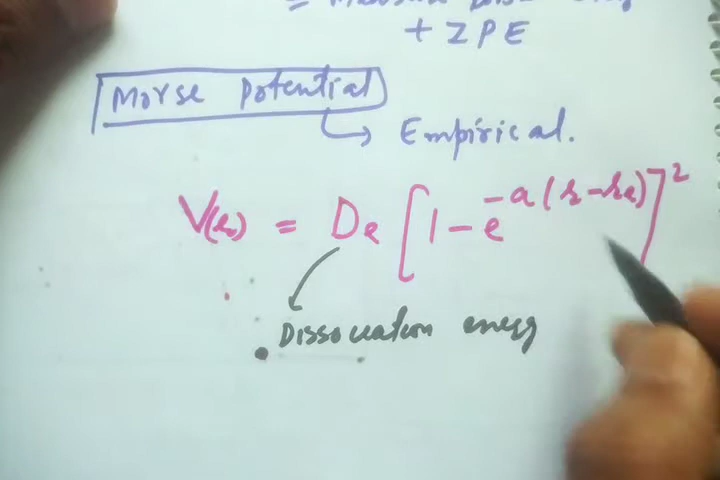 + ZPE
Morse Potential
Empirical.
V(r) = De [1 - e^-a(r-re)]^2
Dissociation energy